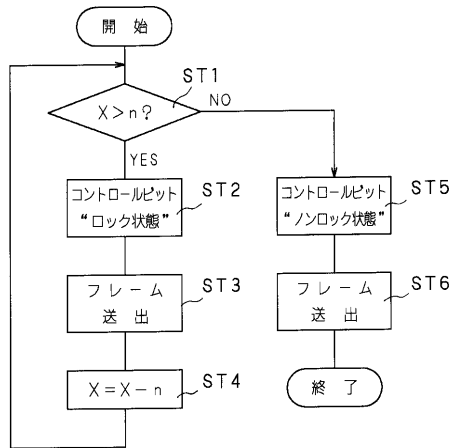 開 始
ST1
X>n?
NO
YES
コントロールビット
“ロック状態”
ST2
コントロールビット
“ノンロック状態”
ST5
フレーム
送 出
ST3
フレーム
送 出
ST6
X=X-n
ST4
終 了